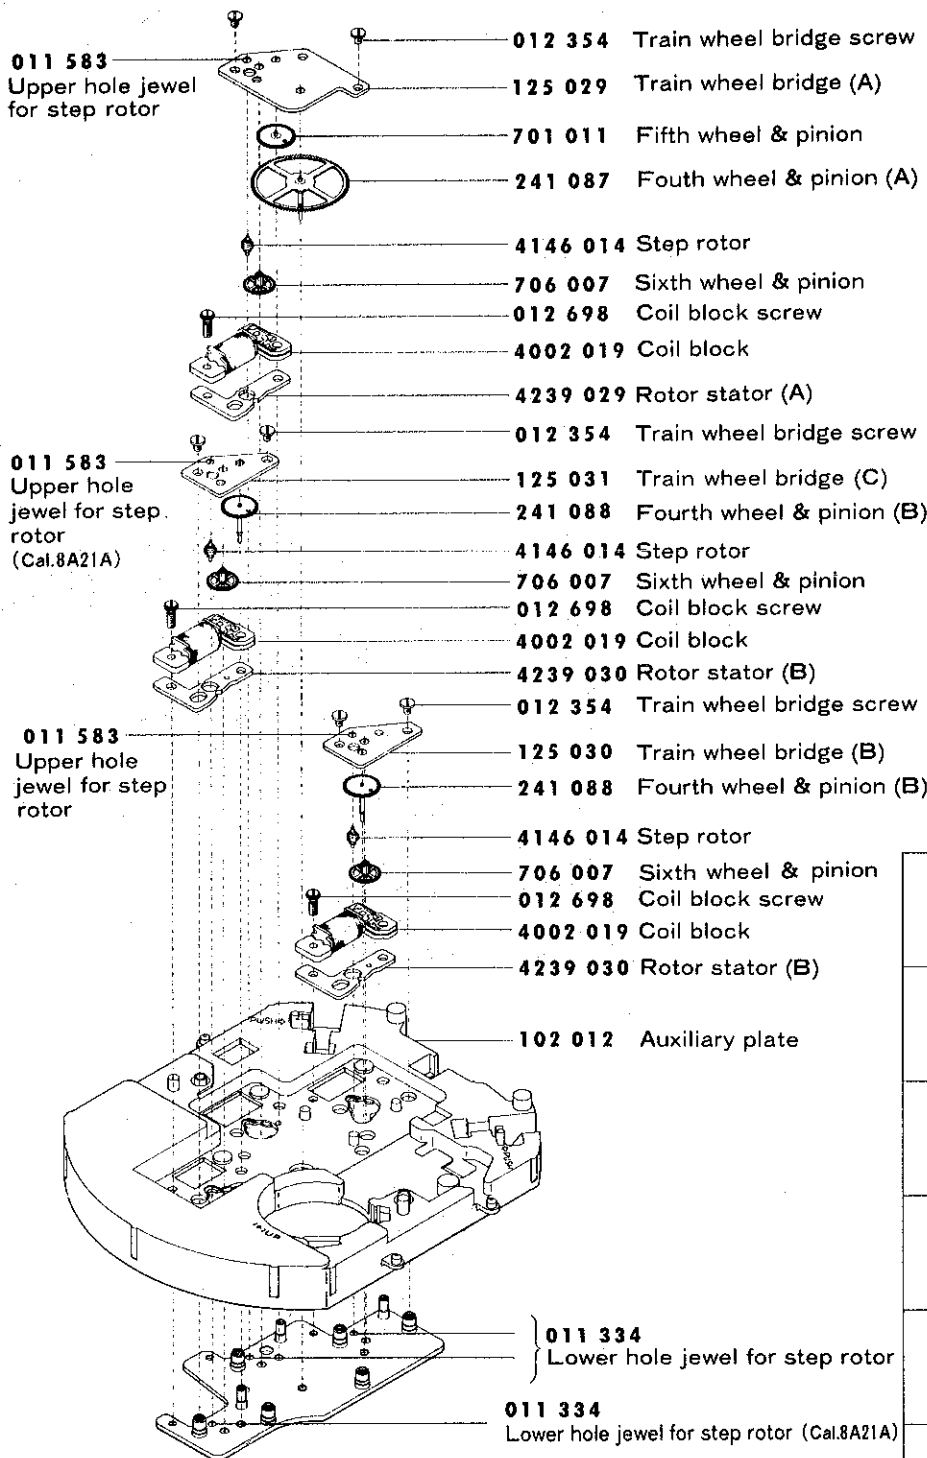 012 354 Train wheel bridge screw
011 583
Upper hole jewel
for step rotor
125 029 Train wheel bridge (A)
701 011 Fifth wheel & pinion
241 087 Fouth wheel & pinion (A)
4146 014 Step rotor
706 007 Sixth wheel & pinion
012 698 Coil block screw
4002 019 Coil block
4239 029 Rotor stator (A)
012 354 Train wheel bridge screw
011 583
Upper hole
jewel for step
rotor
(Cal.8A21A)
125 031 Train wheel bridge (C)
241 088 Fourth wheel & pinion (B)
4146 014 Step rotor
706 007 Sixth wheel & pinion
012 698 Coil block screw
4002 019 Coil block
4239 030 Rotor stator (B)
012 354 Train wheel bridge screw
011 583
Upper hole
jewel for step
rotor
125 030 Train wheel bridge (B)
241 088 Fourth wheel & pinion (B)
4146 014 Step rotor
706 007 Sixth wheel & pinion
012 698 Coil block screw
4002 019 Coil block
4239 030 Rotor stator (B)
102 012 Auxiliary plate
011 334
Lower hole jewel for step rotor
011 334
Lower hole jewel for step rotor (Cal.8A21A)